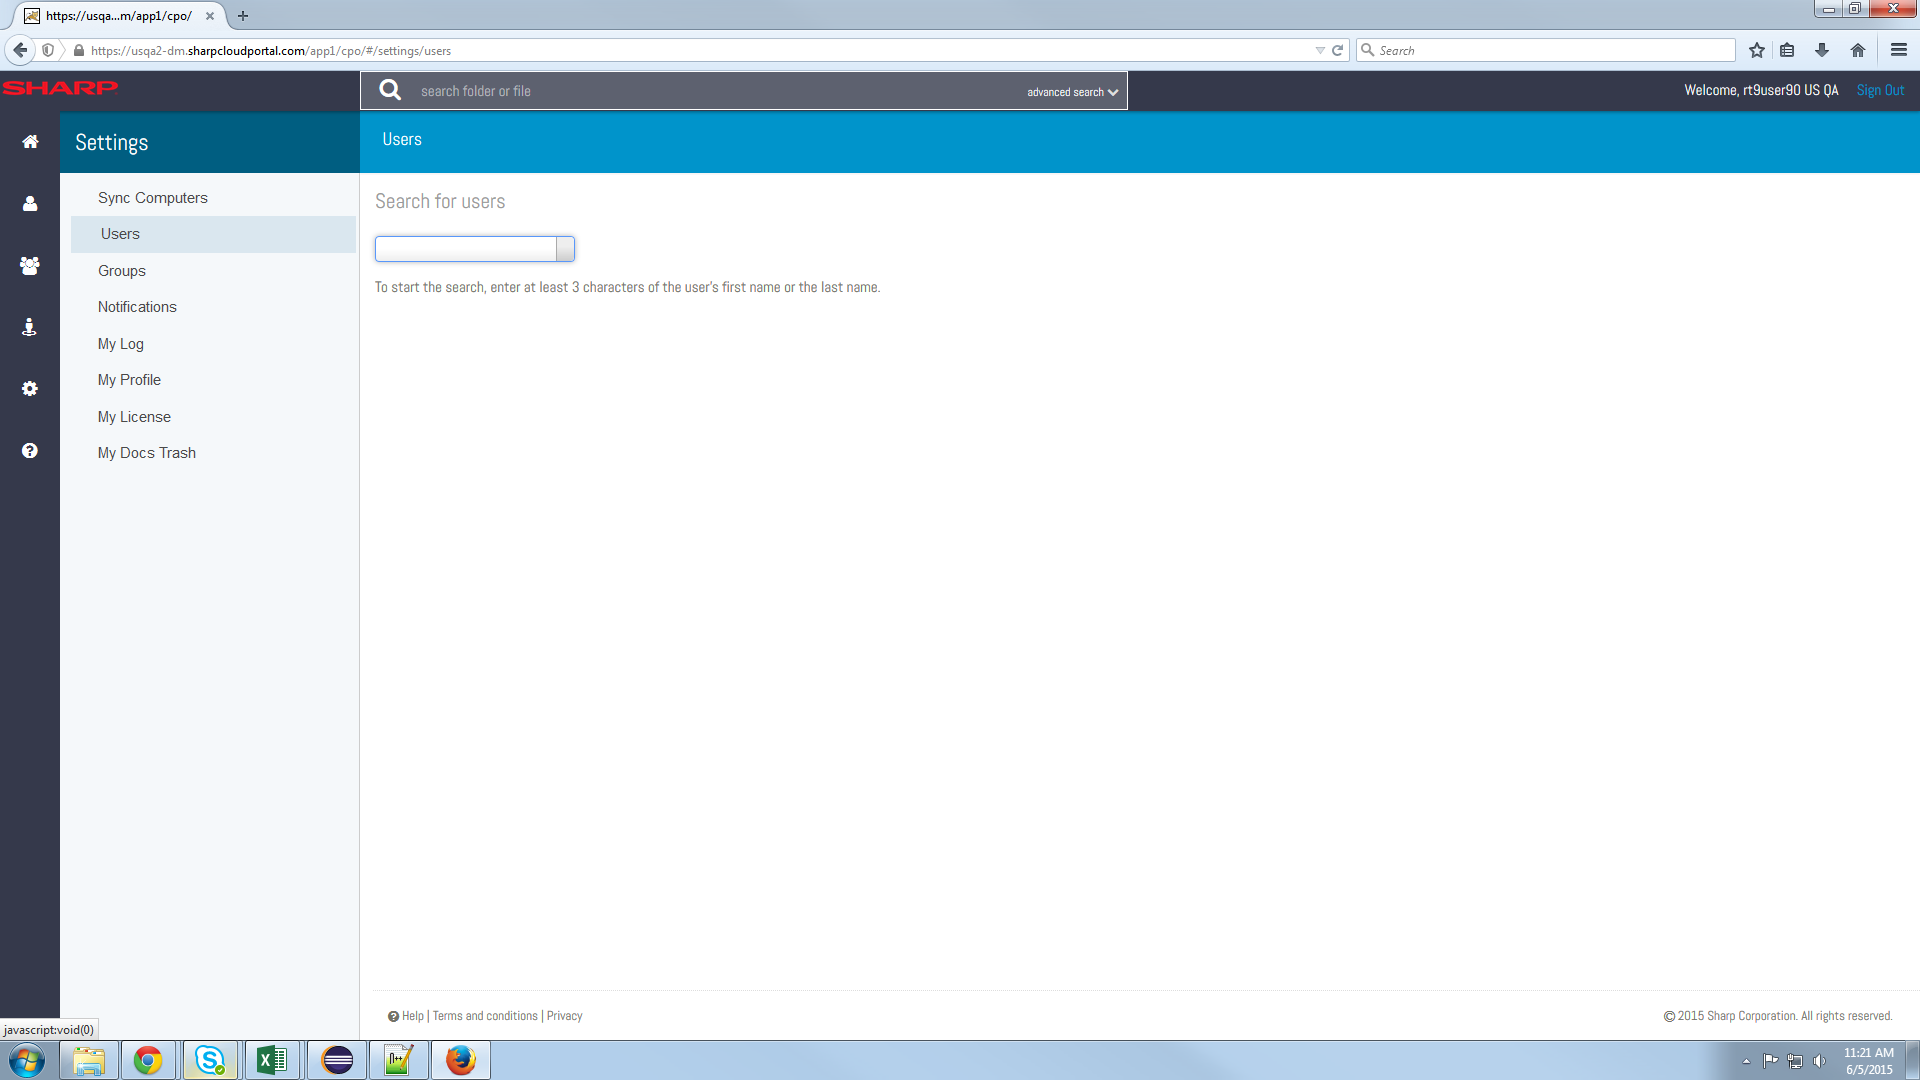 https://usqa...m/app1/cpo/
https://usqa2-dm.sharpcloudportal.com/app1/cpo/#/settings/users
Search
SHARP
search folder or file
advanced search
Welcome, rt9user90 US QA
Sign Out
Settings
Users
Sync Computers
Users
Groups
Notifications
My Log
My Profile
My License
My Docs Trash
Search for users
To start the search, enter at least 3 characters of the user's first name or the last name.
Help | Terms and conditions | Privacy
© 2015 Sharp Corporation. All rights reserved.
javascript:void(0)
11:21 AM
6/5/2015